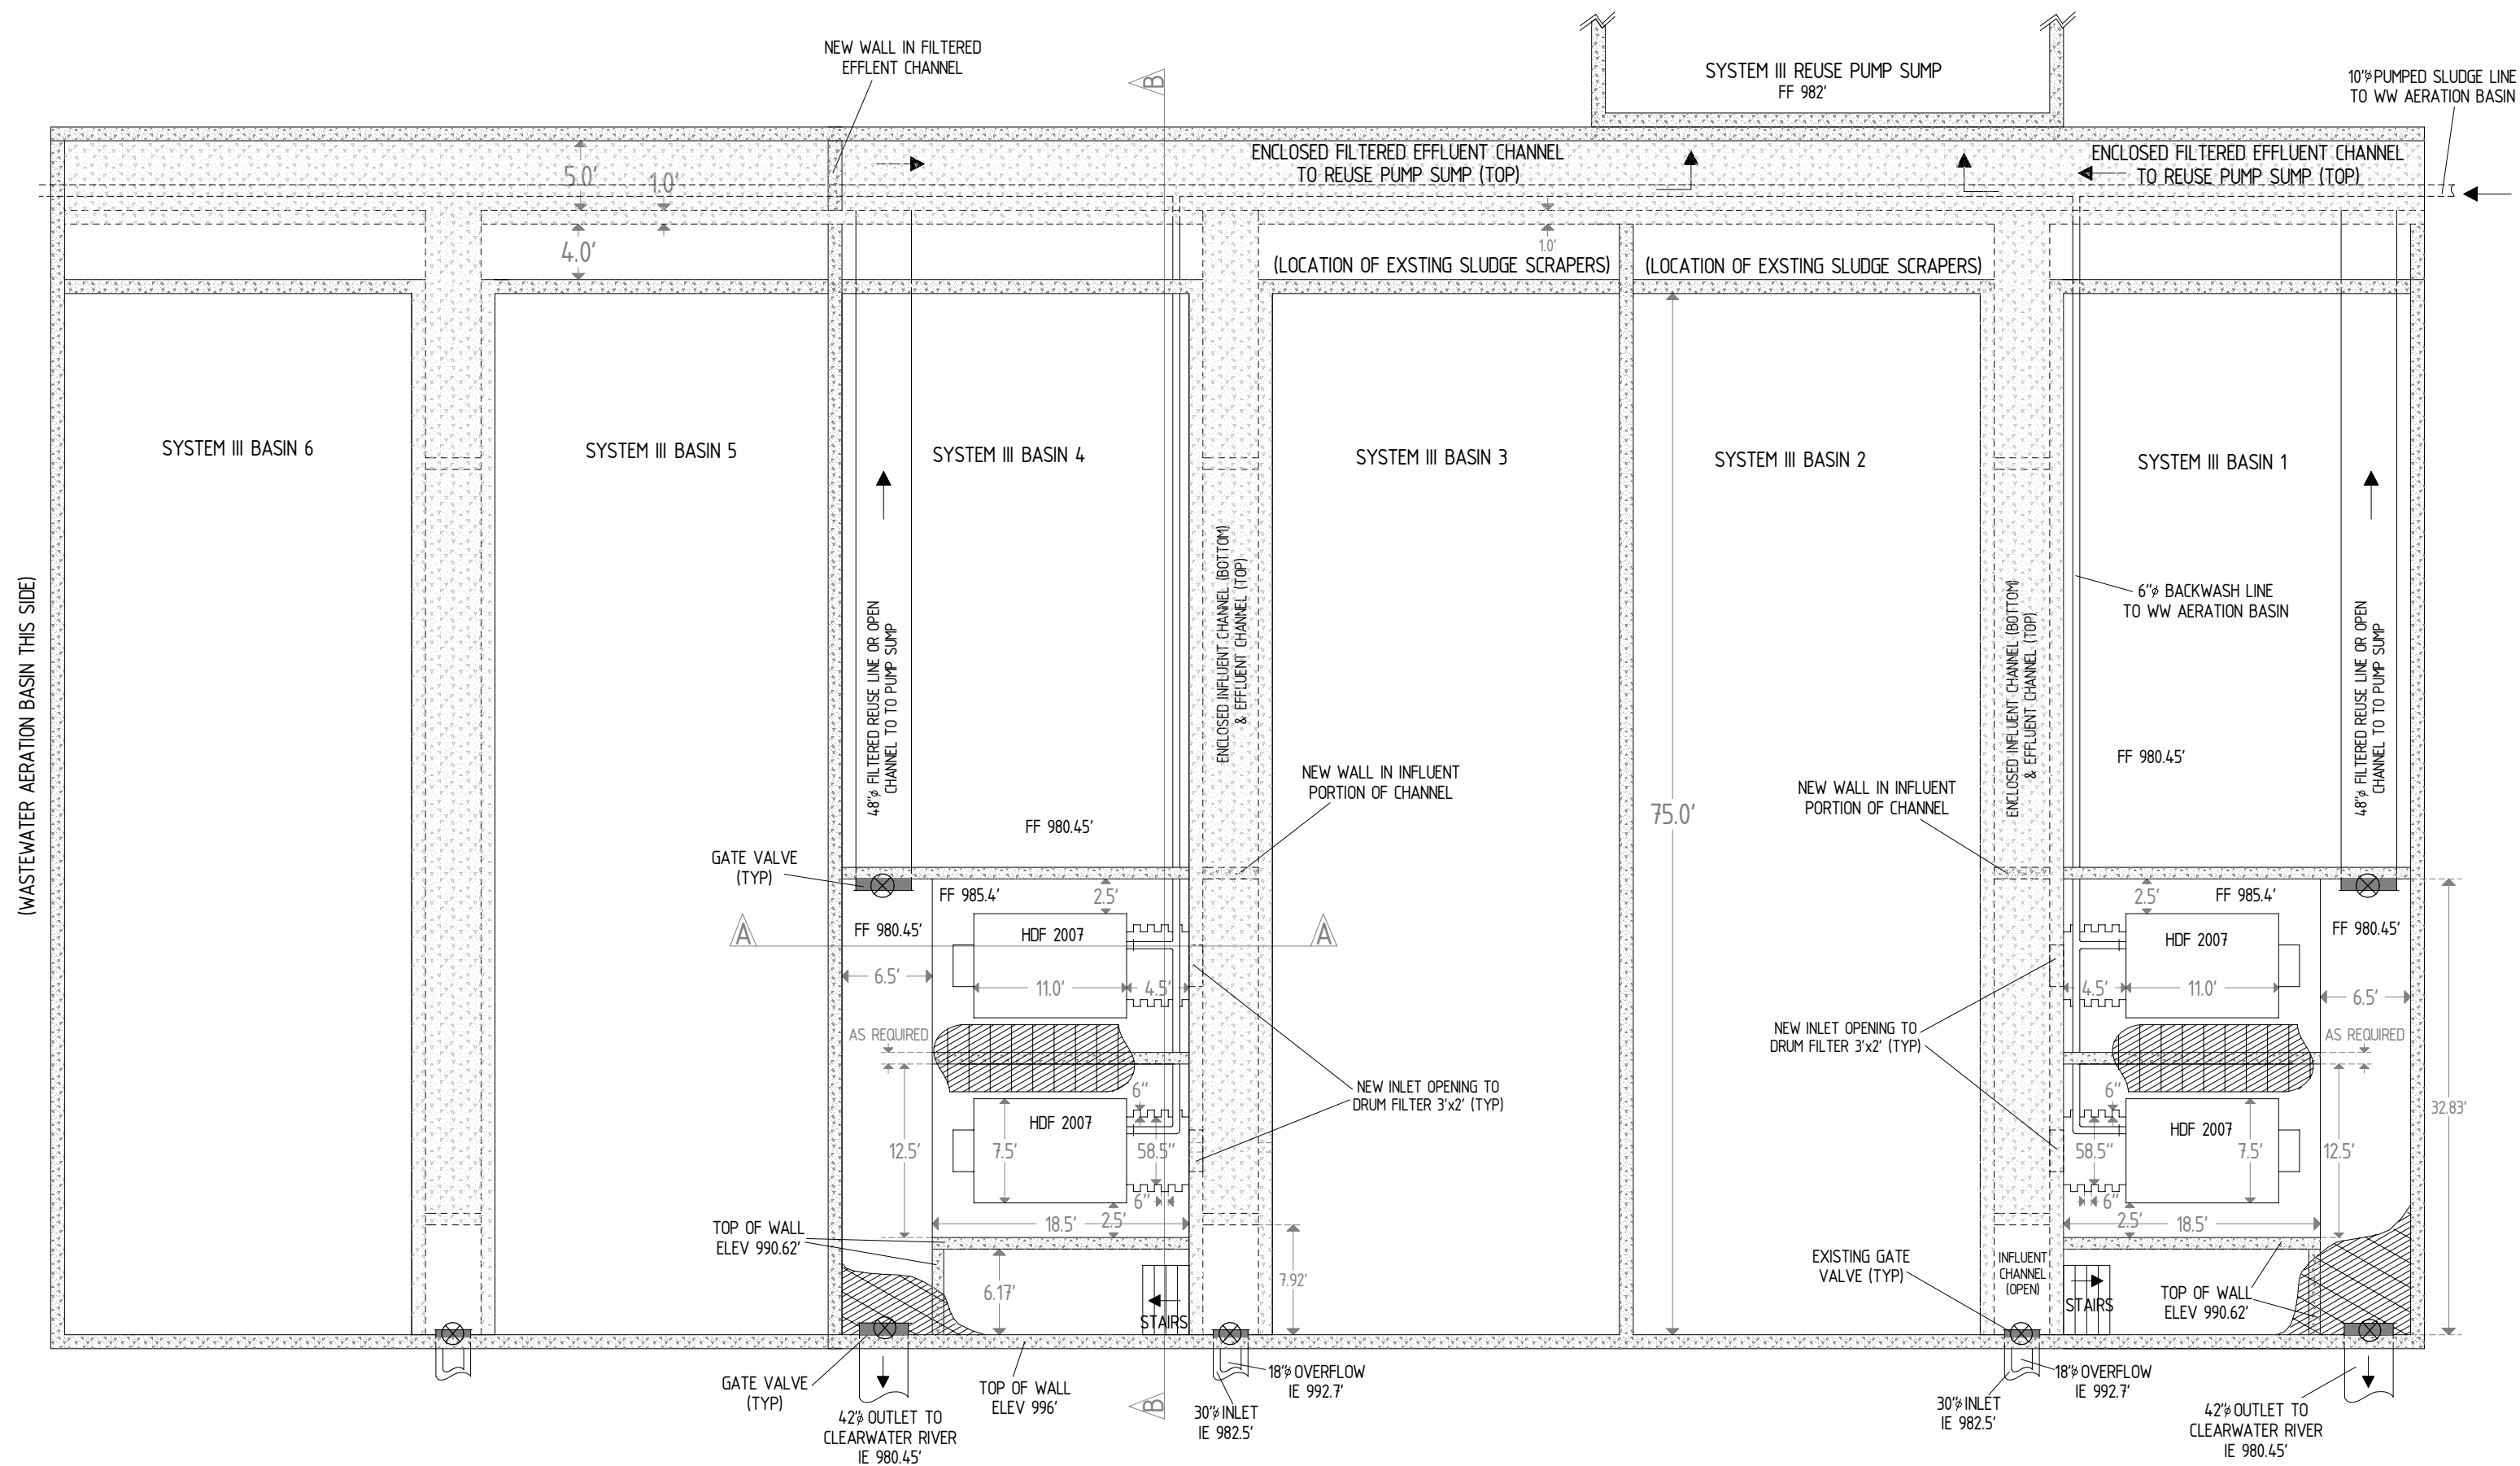 NEW WALL IN FILTERED
EFFLENT CHANNEL
B
SYSTEM III REUSE PUMP SUMP
FF 982'
10"ø PUMPED SLUDGE LINE
TO WW AERATION BASIN
ENCLOSED FILTERED EFFLUENT CHANNEL
TO REUSE PUMP SUMP (TOP)
ENCLOSED FILTERED EFFLUENT CHANNEL
TO REUSE PUMP SUMP (TOP)
5.0'
1.0'
4.0'
1.0'
(LOCATION OF EXSTING SLUDGE SCRAPERS)
(LOCATION OF EXSTING SLUDGE SCRAPERS)
SYSTEM III BASIN 6
SYSTEM III BASIN 5
SYSTEM III BASIN 4
SYSTEM III BASIN 3
SYSTEM III BASIN 2
SYSTEM III BASIN 1
(WASTEWATER AERATION BASIN THIS SIDE)
48"ø FILTERED REUSE LINE OR OPEN
CHANNEL TO TO PUMP SUMP
ENCLOSED INFLUENT CHANNEL (BOTTOM)
& EFFLUENT CHANNEL (TOP)
ENCLOSED INFLUENT CHANNEL (BOTTOM)
& EFFLUENT CHANNEL (TOP)
6"ø BACKWASH LINE
TO WW AERATION BASIN
48"ø FILTERED REUSE LINE OR OPEN
CHANNEL TO TO PUMP SUMP
FF 980.45'
NEW WALL IN INFLUENT
PORTION OF CHANNEL
NEW WALL IN INFLUENT
PORTION OF CHANNEL
75.0'
FF 980.45'
GATE VALVE
(TYP)
FF 985.4'
2.5'
2.5'
FF 985.4'
FF 980.45'
A
A
HDF 2007
HDF 2007
FF 980.45'
6.5'
11.0'
4.5'
4.5'
11.0'
6.5'
AS REQUIRED
NEW INLET OPENING TO
DRUM FILTER 3'x2' (TYP)
AS REQUIRED
NEW INLET OPENING TO
DRUM FILTER 3'x2' (TYP)
6"
6"
32.83'
HDF 2007
HDF 2007
12.5'
7.5'
58.5"
58.5"
7.5'
12.5'
6"
6"
18.5'
2.5'
2.5'
18.5'
TOP OF WALL
ELEV 990.62'
EXISTING GATE
VALVE (TYP)
INFLUENT
CHANNEL
(OPEN)
7.92'
6.17'
STAIRS
STAIRS
TOP OF WALL
ELEV 990.62'
GATE VALVE
(TYP)
42"ø OUTLET TO
CLEARWATER RIVER
IE 980.45'
TOP OF WALL
ELEV 996'
B
18"ø OVERFLOW
IE 992.7'
30"ø INLET
IE 982.5'
18"ø OVERFLOW
IE 992.7'
30"ø INLET
IE 982.5'
42"ø OUTLET TO
CLEARWATER RIVER
IE 980.45'